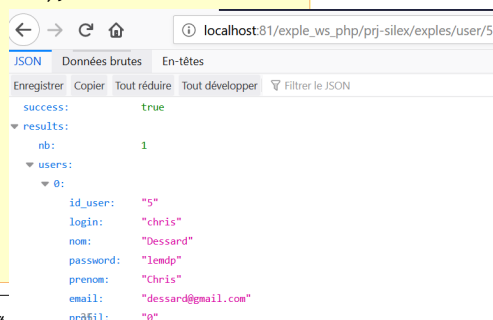 localhost:81/exple_ws_php/prj-silex/exples/user/5
JSON Données brutes En-têtes
Enregistrer Copier Tout réduire Tout développer Filtrer le JSON
success: true
results:
nb: 1
users:
0:
id_user: "5"
login: "chris"
nom: "Dessard"
password: "lemdp"
prenom: "Chris"
email: "dessard@gmail.com"
"0"